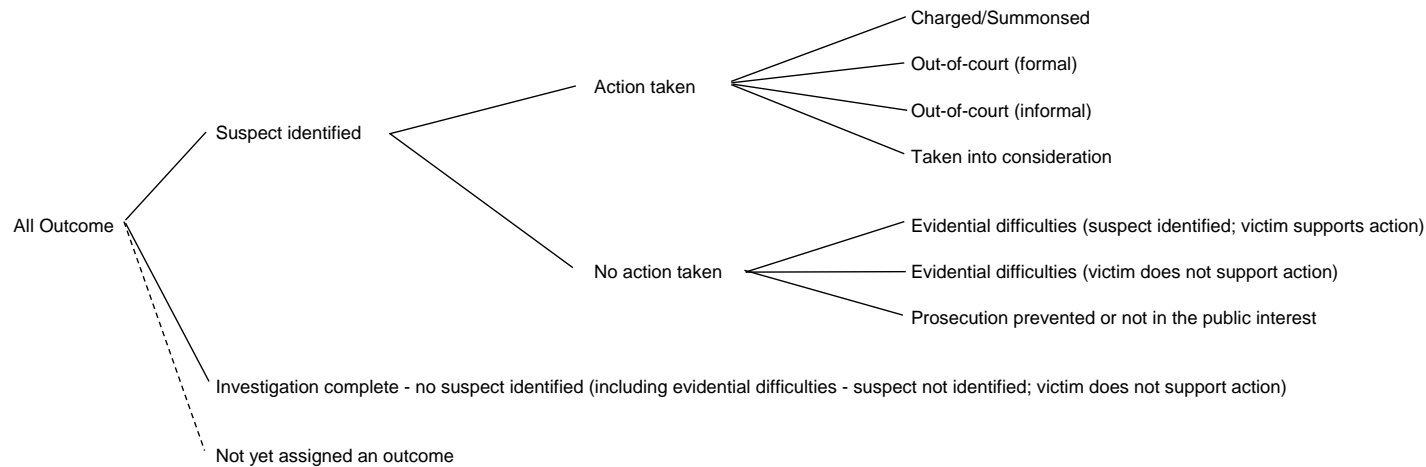 Charged/Summonsed
Out-of-court (formal)
Action taken
Out-of-court (informal)
Suspect identified
Taken into consideration
All Outcome
Evidential difficulties (suspect identified; victim supports action)
No action taken
Evidential difficulties (victim does not support action)
Prosecution prevented or not in the public interest
Investigation complete - no suspect identified (including evidential difficulties - suspect not identified; victim does not support action)
Not yet assigned an outcome